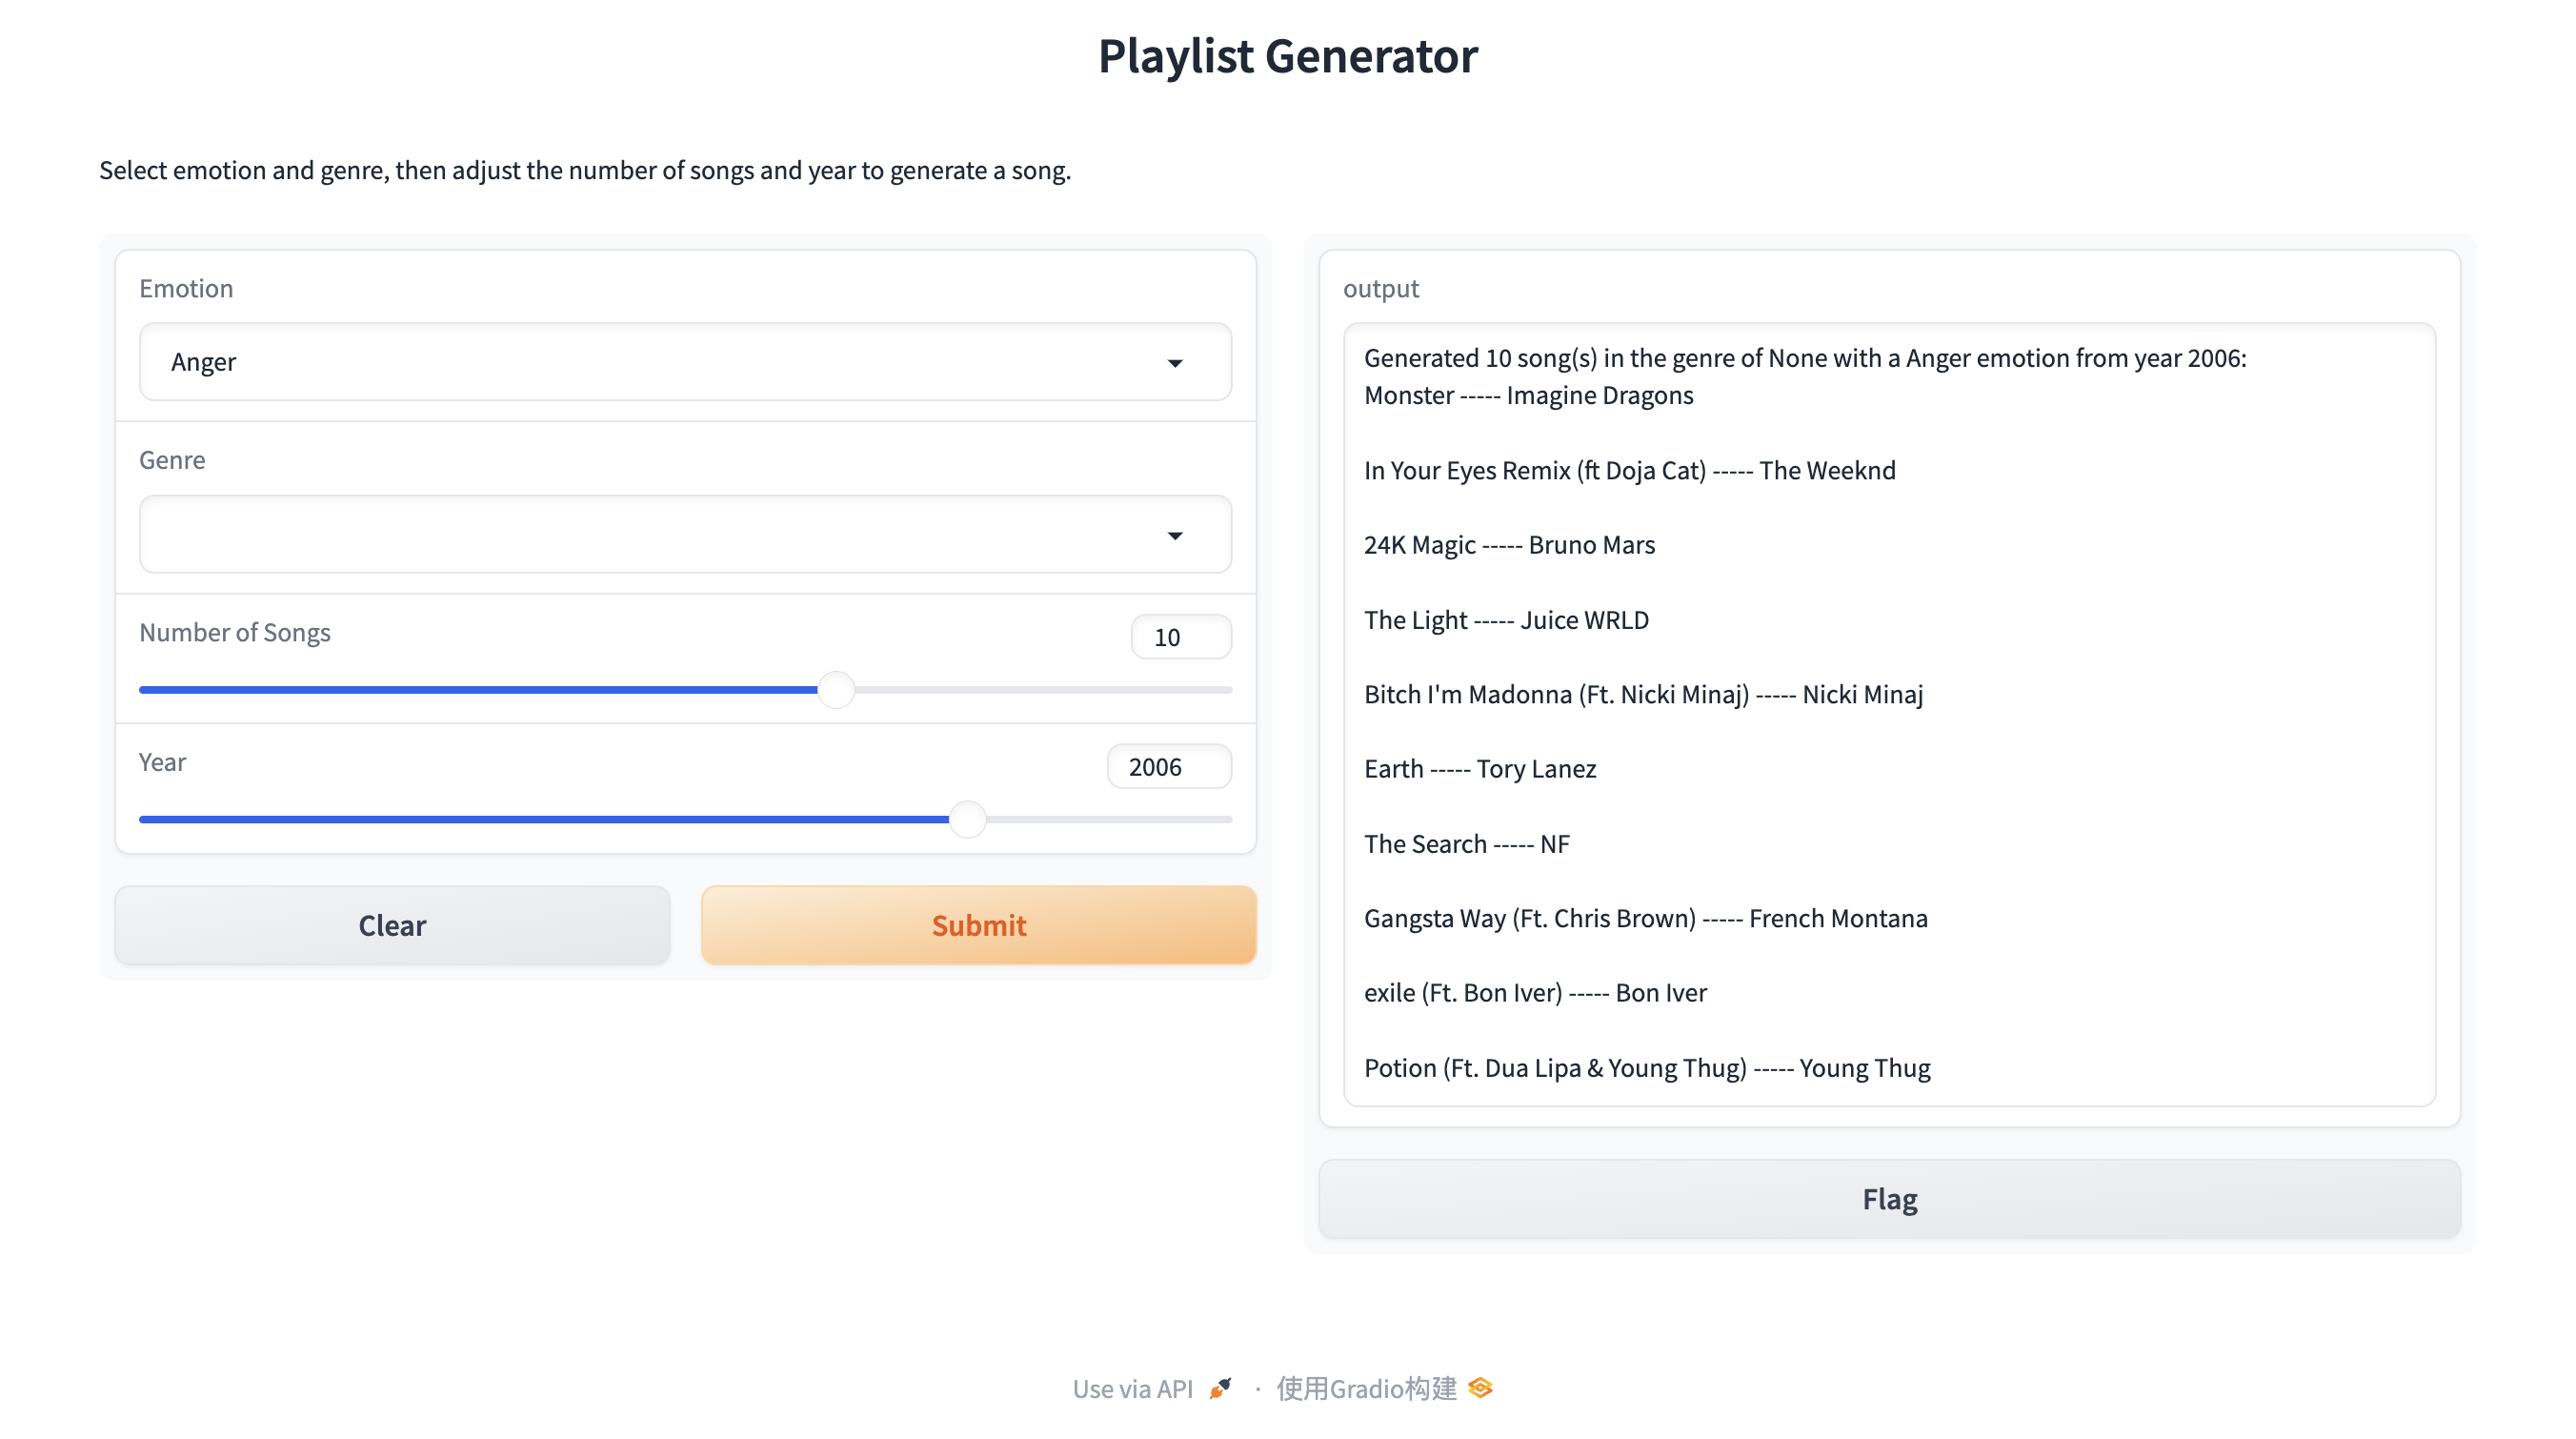 Playlist Generator
Select emotion and genre, then adjust the number of songs and year to generate a song.
Emotion
Anger
Genre
Number of Songs
10
Year
2006
Clear
Submit
output
Generated 10 song(s) in the genre of None with a Anger emotion from year 2006:
Monster ----- Imagine Dragons
In Your Eyes Remix (ft Doja Cat) ----- The Weeknd
24K Magic ----- Bruno Mars
The Light ----- Juice WRLD
Bitch I'm Madonna (Ft. Nicki Minaj) ----- Nicki Minaj
Earth ----- Tory Lanez
The Search ----- NF
Gangsta Way (Ft. Chris Brown) ----- French Montana
exile (Ft. Bon Iver) ----- Bon Iver
Potion (Ft. Dua Lipa & Young Thug) ----- Young Thug
Flag
Use via API · 使用Gradio构建